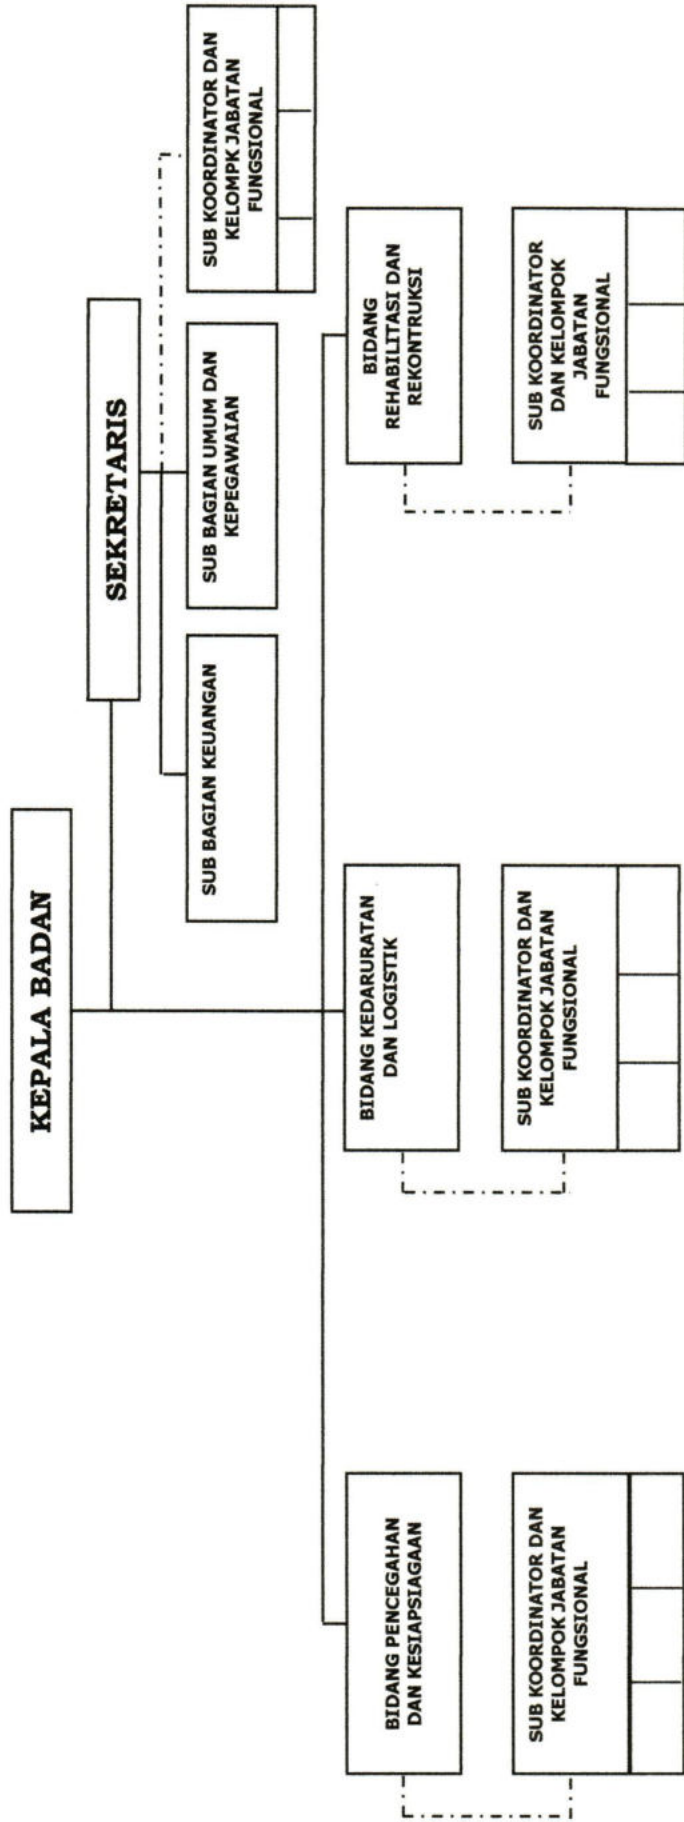 KEPALA BADAN
SEKRETARIS
SUB BAGIAN KEUANGAN
SUB BAGIAN UMUM DAN
KEPEGAWAIAN
SUB KOORDINATOR DAN
KELOMPK JABATAN
FUNGSIONAL
BIDANG PENCEGAHAN
DAN KESIAPSIAGAAN
BIDANG KEDARURATAN
DAN LOGISTIK
BIDANG
REHABILITASI DAN
REKONTRUKSI
SUB KOORDINATOR DAN
KELOMPOK JABATAN
FUNGSIONAL
SUB KOORDINATOR DAN
KELOMPOK JABATAN
FUNGSIONAL
SUB KOORDINATOR
DAN KELOMPOK
JABATAN
FUNGSIONAL